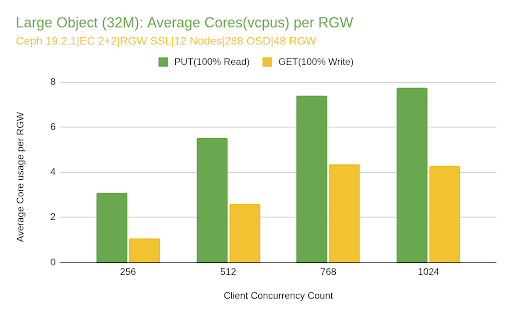 Large Object (32M): Average Cores(vcpus) per RGW
Ceph 19.2.1|EC 2+2|RGW SSL|12 Nodes|288 OSD|48 RGW
PUT(100% Read) GET(100% Write)
Average Core usage per RGW
8
6
4
2
0
256 512 768 1024
Client Concurrency Count